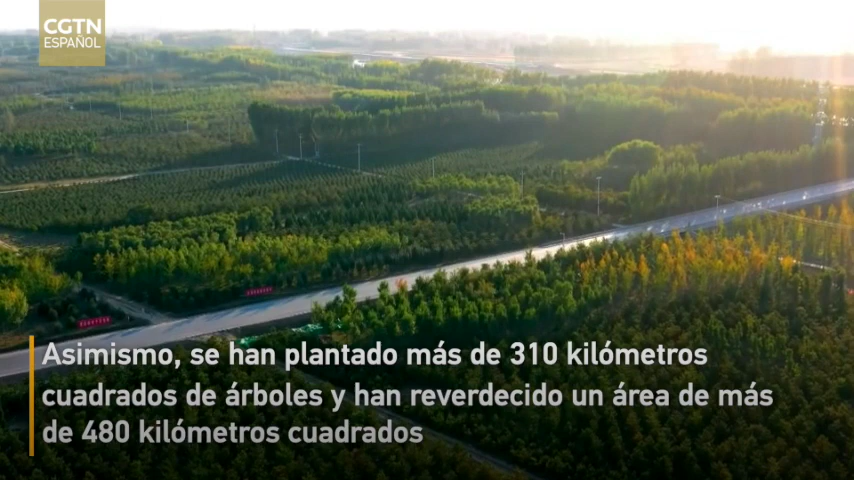 CGTN
ESPAÑOL
Asimismo, se han plantado más de 310 kilómetros
cuadrados de árboles y han reverdecido un área de más
de 480 kilómetros cuadrados